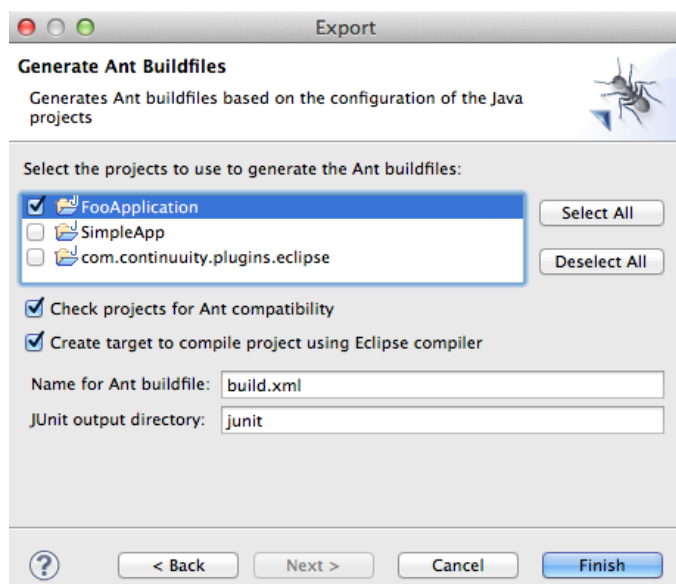 Export
Generate Ant Buildfiles
Generates Ant buildfiles based on the configuration of the Java
projects
Select the projects to use to generate the Ant buildfiles:
FooApplication
SimpleApp
com.continuuity.plugins.eclipse
Select All
Deselect All
Check projects for Ant compatibility
Create target to compile project using Eclipse compiler
Name for Ant buildfile: build.xml
JUnit output directory: junit
? < Back Next > Cancel Finish